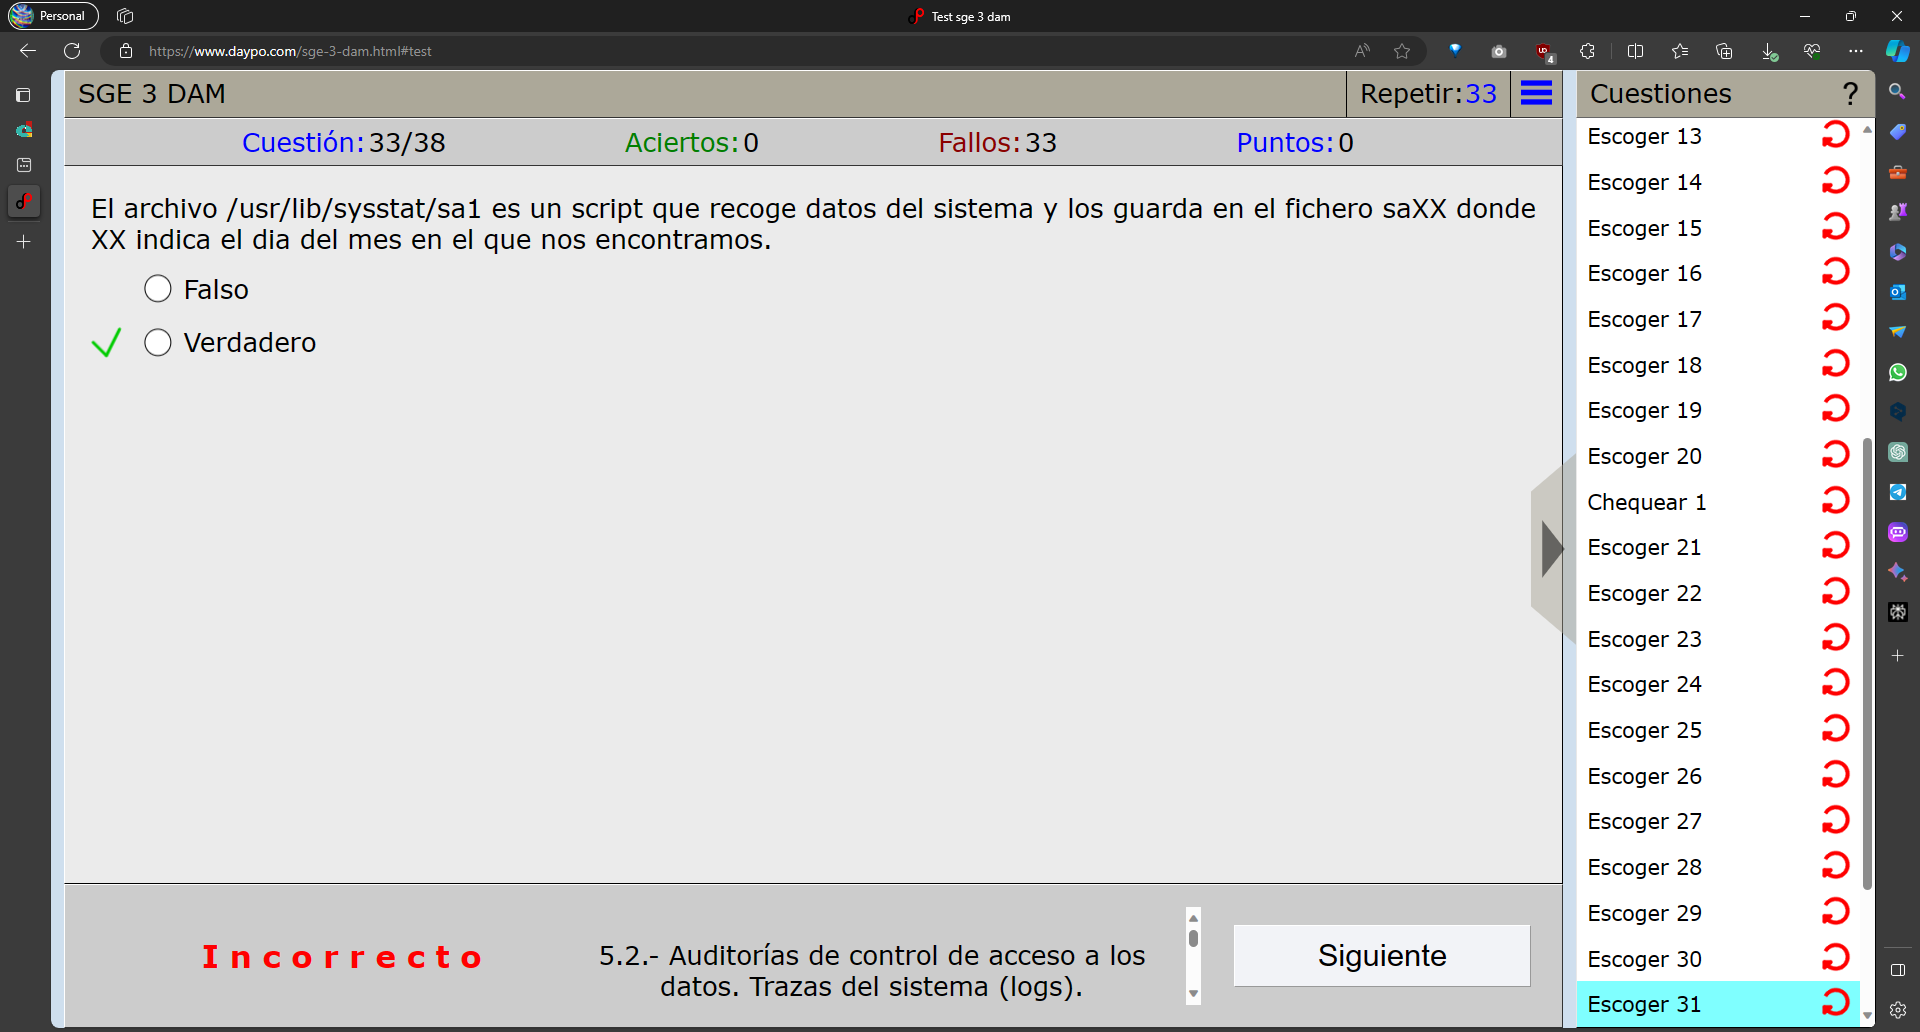 Personal
Test sge 3 dam
https://www.daypo.com/sge-3-dam.html#test
4
SGE 3 DAM
Repetir:33
Cuestiones
?
Cuestión:33/38
Aciertos:0
Fallos:33
Puntos:0
El archivo /usr/lib/sysstat/sa1 es un script que recoge datos del sistema y los guarda en el fichero saXX donde
XX indica el dia del mes en el que nos encontramos.
Falso
Verdadero
Incorrecto
5.2.- Auditorías de control de acceso a los
datos. Trazas del sistema (logs).
Siguiente
Escoger 13
Escoger 14
Escoger 15
Escoger 16
Escoger 17
Escoger 18
Escoger 19
Escoger 20
Chequear 1
Escoger 21
Escoger 22
Escoger 23
Escoger 24
Escoger 25
Escoger 26
Escoger 27
Escoger 28
Escoger 29
Escoger 30
Escoger 31